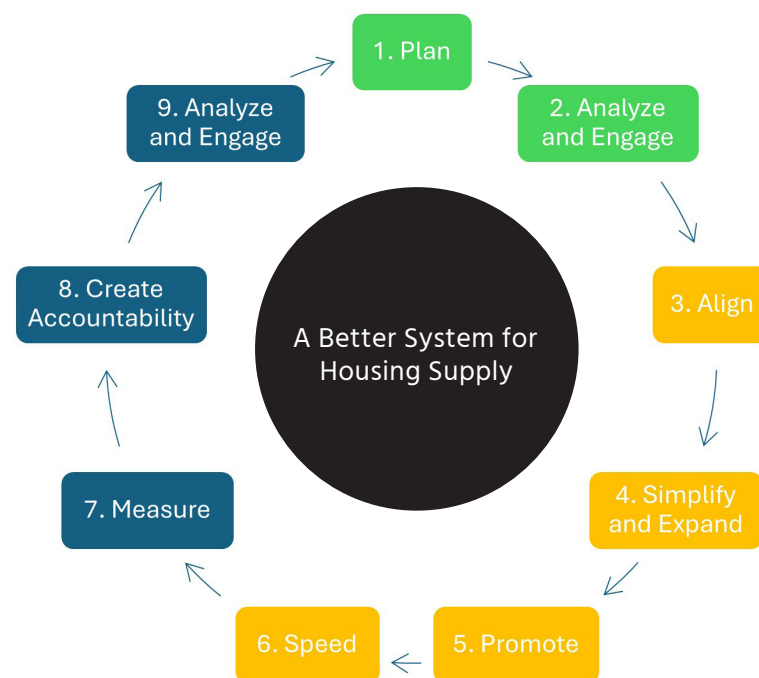 1. Plan
2. Analyze
and Engage
3. Align
4. Simplify
and Expand
5. Promote
6. Speed
7. Measure
8. Create
Accountability
9. Analyze
and Engage
A Better System for
Housing Supply